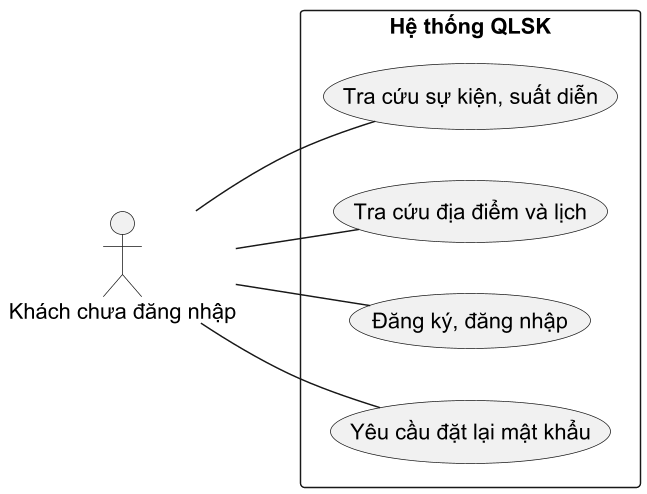 Hệ thống QLSK
Tra cứu sự kiện, suất diễn
Tra cứu địa điểm và lịch
Khách chưa đăng nhập
Đăng ký, đăng nhập
Yêu cầu đặt lại mật khẩu